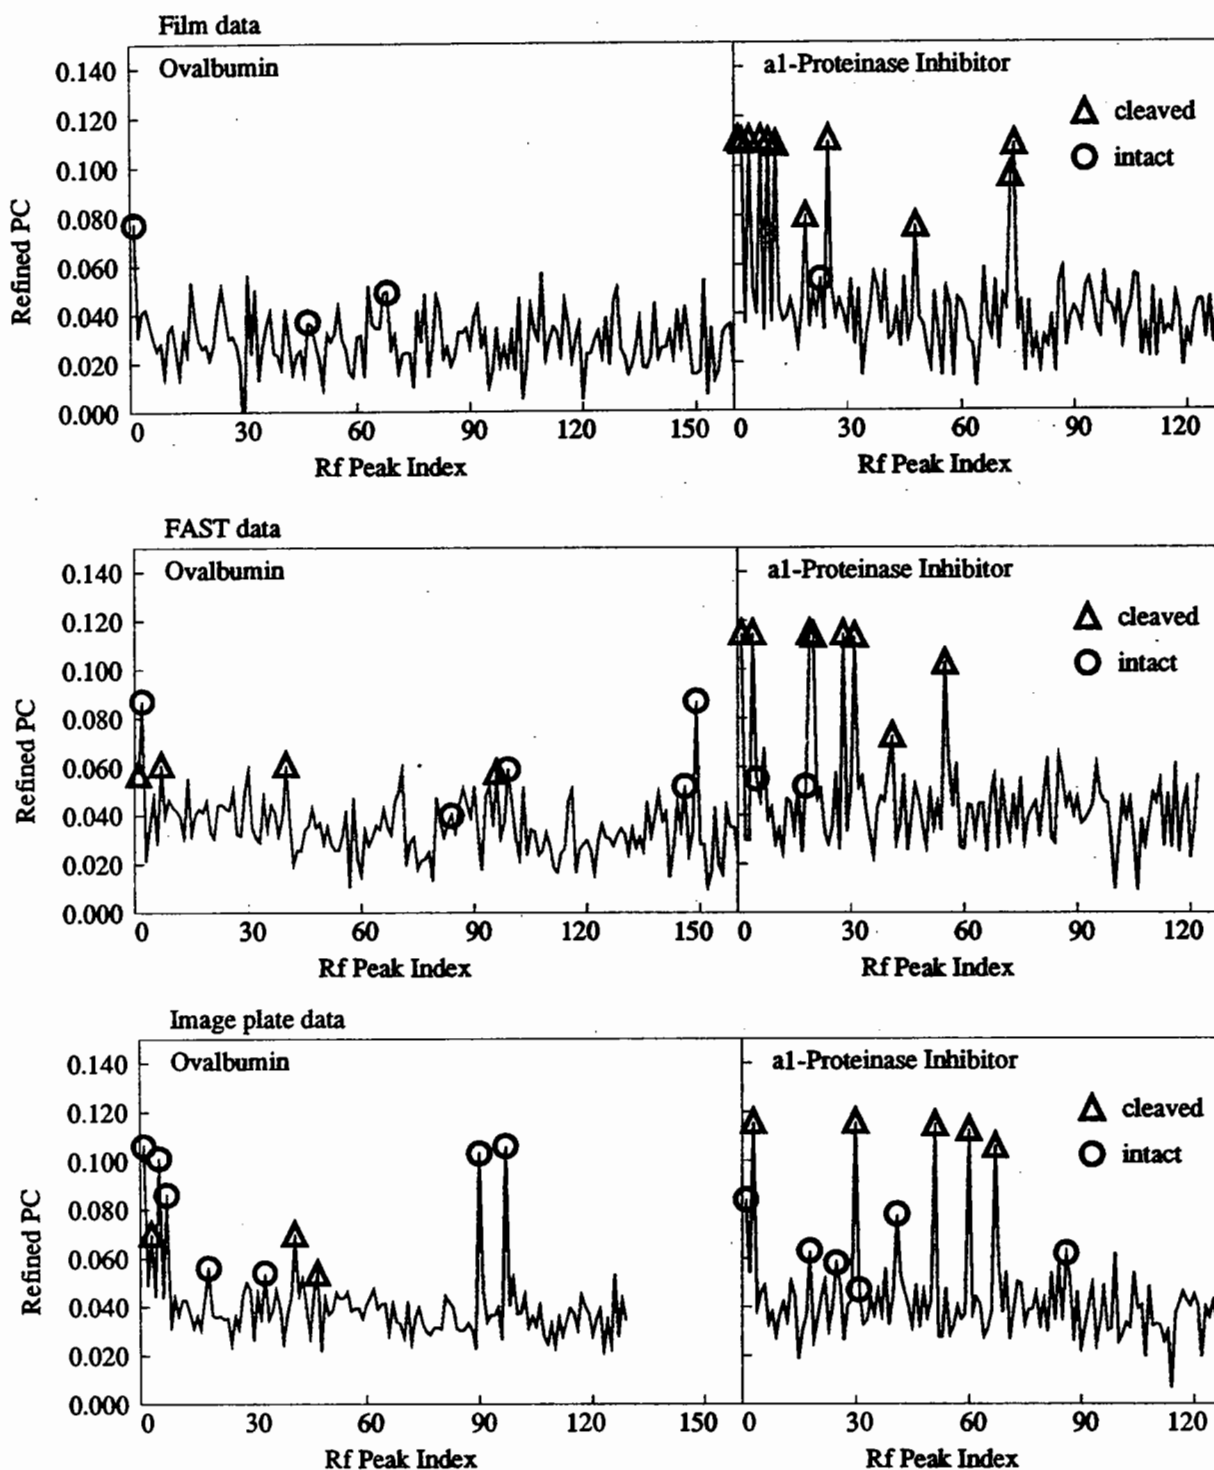 Film data
Ovalbumin
a1-Proteinase Inhibitor
cleaved
intact
0.140
0.120
0.100
0.080
0.060
0.040
0.020
0.000
Refined PC
0 30 60 90 120 150 0 30 60 90 120
Rf Peak Index Rf Peak Index
FAST data
Ovalbumin
a1-Proteinase Inhibitor
cleaved
intact
0.140
0.120
0.100
0.080
0.060
0.040
0.020
0.000
Refined PC
0 30 60 90 120 150 0 30 60 90 120
Rf Peak Index Rf Peak Index
Image plate data
Ovalbumin
a1-Proteinase Inhibitor
cleaved
intact
0.140
0.120
0.100
0.080
0.060
0.040
0.020
0.000
Refined PC
0 30 60 90 120 150 0 30 60 90 120
Rf Peak Index Rf Peak Index